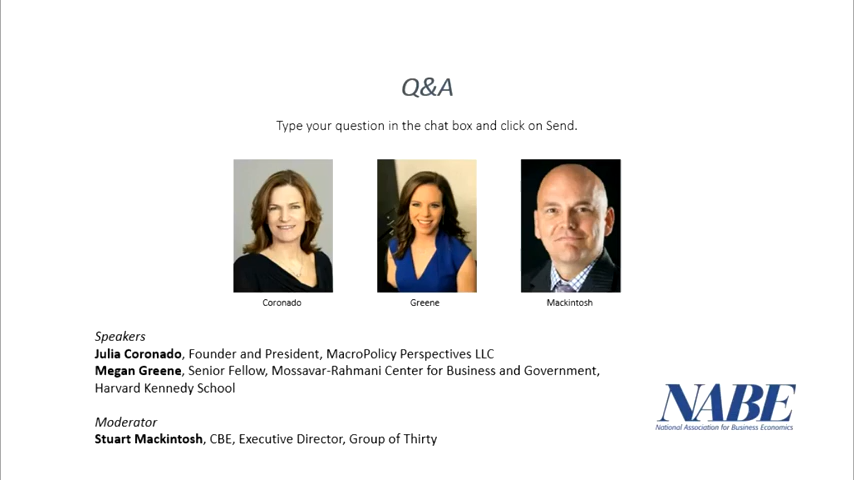 Q&A
Type your question in the chat box and click on Send.
Coronado
Greene
Mackintosh
Speakers
Julia Coronado, Founder and President, MacroPolicy Perspectives LLC
Megan Greene, Senior Fellow, Mossavar-Rahmani Center for Business and Government,
Harvard Kennedy School
Moderator
Stuart Mackintosh, CBE, Executive Director, Group of Thirty
NABE
National Association for Business Economics